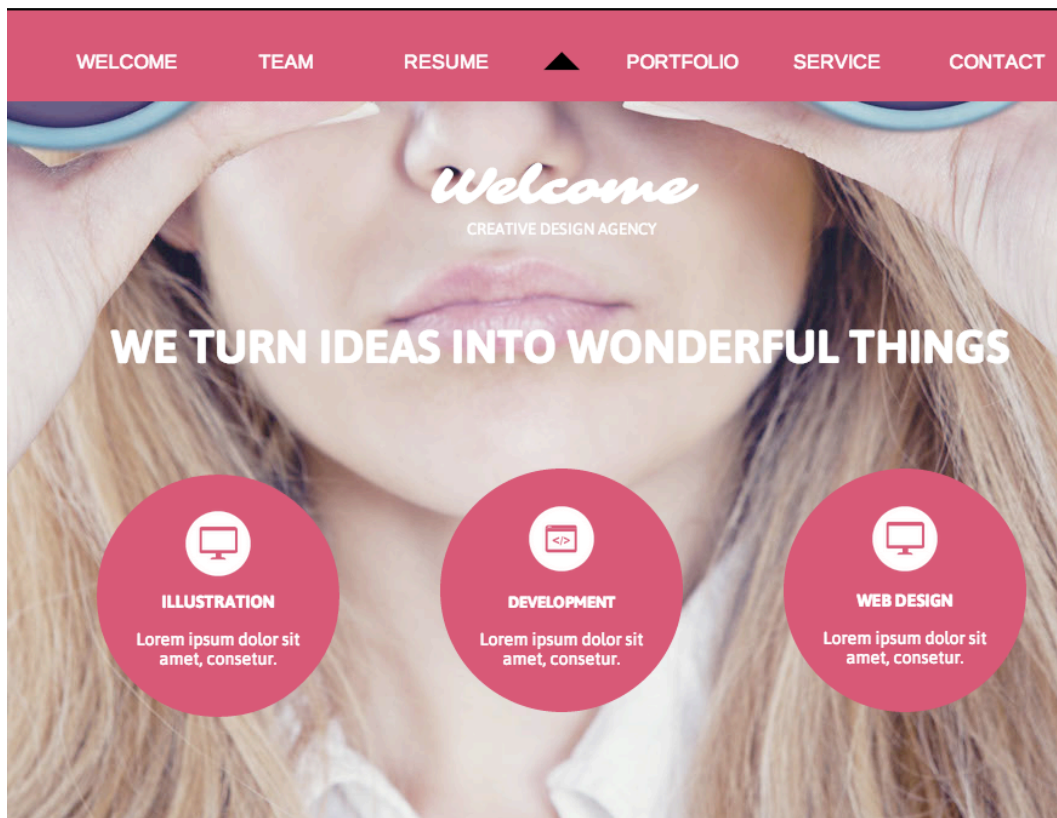 WELCOME TEAM RESUME PORTFOLIO SERVICE CONTACT
Welcome
CREATIVE DESIGN AGENCY
WE TURN IDEAS INTO WONDERFUL THINGS
</>
ILLUSTRATION
Lorem ipsum dolor sit
amet, consetur.
DEVELOPMENT
Lorem ipsum dolor sit
amet, consetur.
WEB DESIGN
Lorem ipsum dolor sit
amet, consetur.